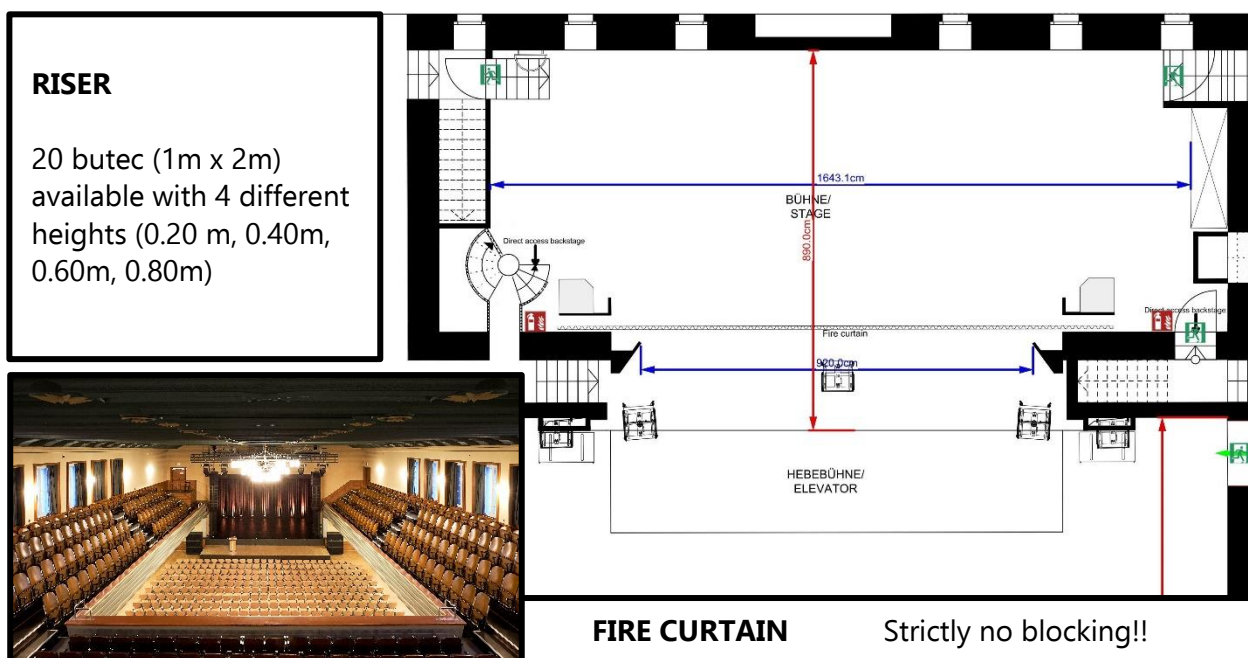 RISER
20 butec (1m x 2m)
available with 4 different
heights (0.20 m, 0.40m,
0.60m, 0.80m)
1643.1cm
BÜHNE/
STAGE
890.0cm
Direct access backstage
Direct access backstage
Fire curtain
920.0cm
HEBEBÜHNE/
ELEVATOR
FIRE CURTAIN Strictly no blocking!!